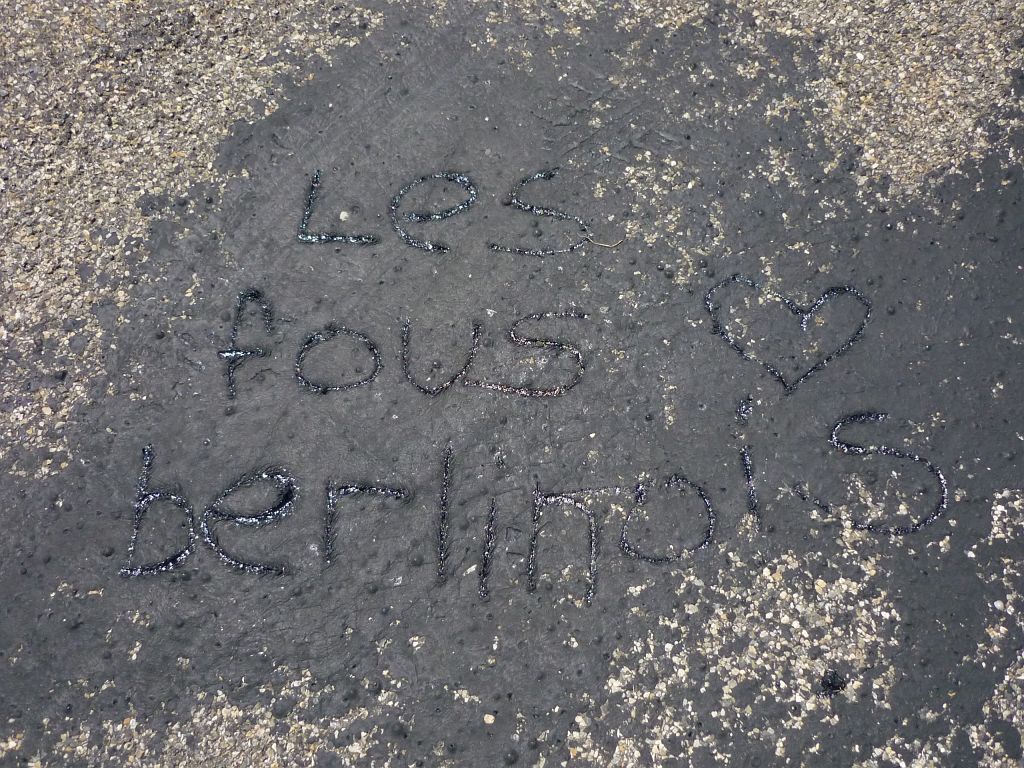 Les
fous ♡
berlinois